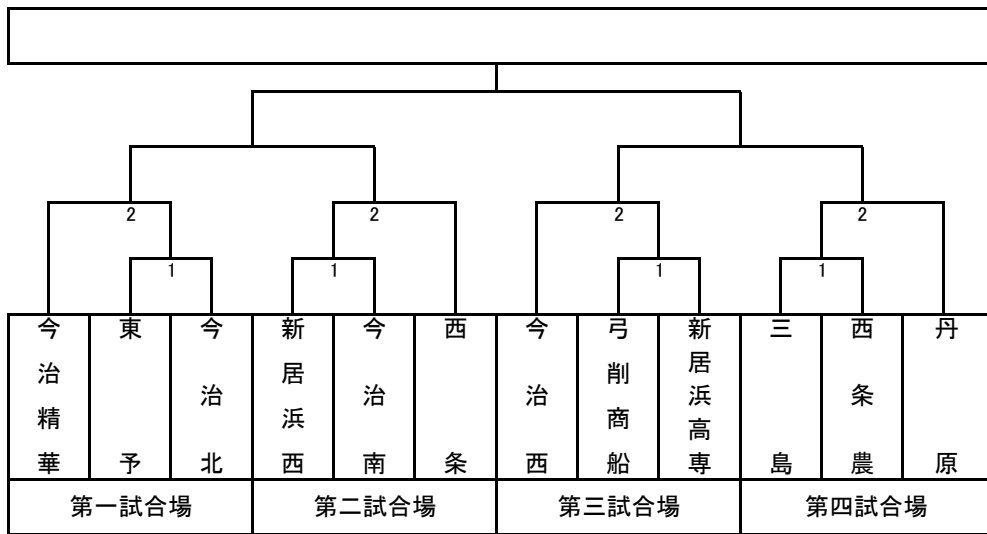 2 2 2 2
1 1 1 1
今治精華
東予
今治北
新居浜西
今治南
西条
今治西
弓削商船
新居浜高専
三島
西条農
丹原
第一試合場 第二試合場 第三試合場 第四試合場